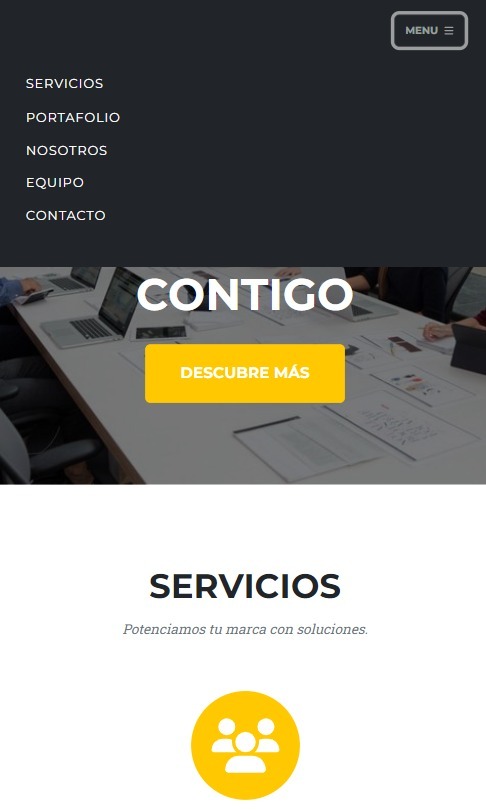 MENU
SERVICIOS
PORTAFOLIO
NOSOTROS
EQUIPO
CONTACTO
CONTIGO
DESCUBRE MÁS
SERVICIOS
Potenciamos tu marca con soluciones.